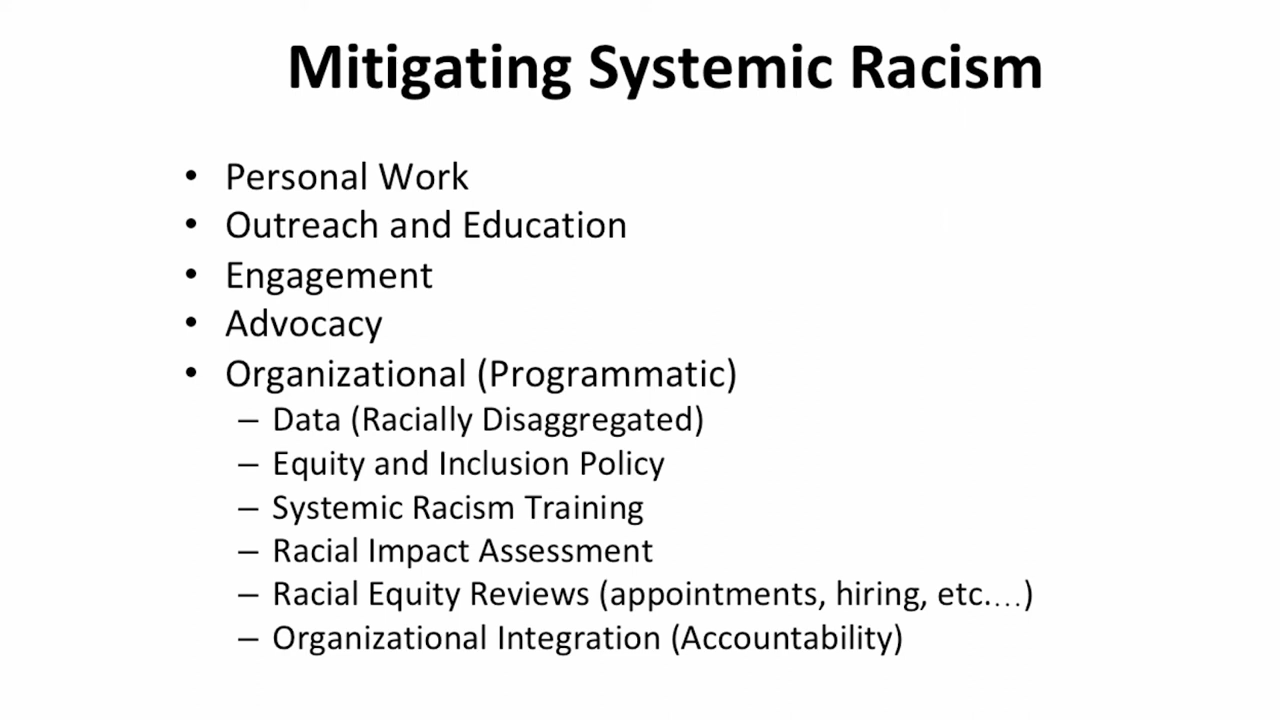 Mitigating Systemic Racism
• Personal Work
• Outreach and Education
• Engagement
• Advocacy
• Organizational (Programmatic)
– Data (Racially Disaggregated)
– Equity and Inclusion Policy
– Systemic Racism Training
– Racial Impact Assessment
– Racial Equity Reviews (appointments, hiring, etc.…)
– Organizational Integration (Accountability)